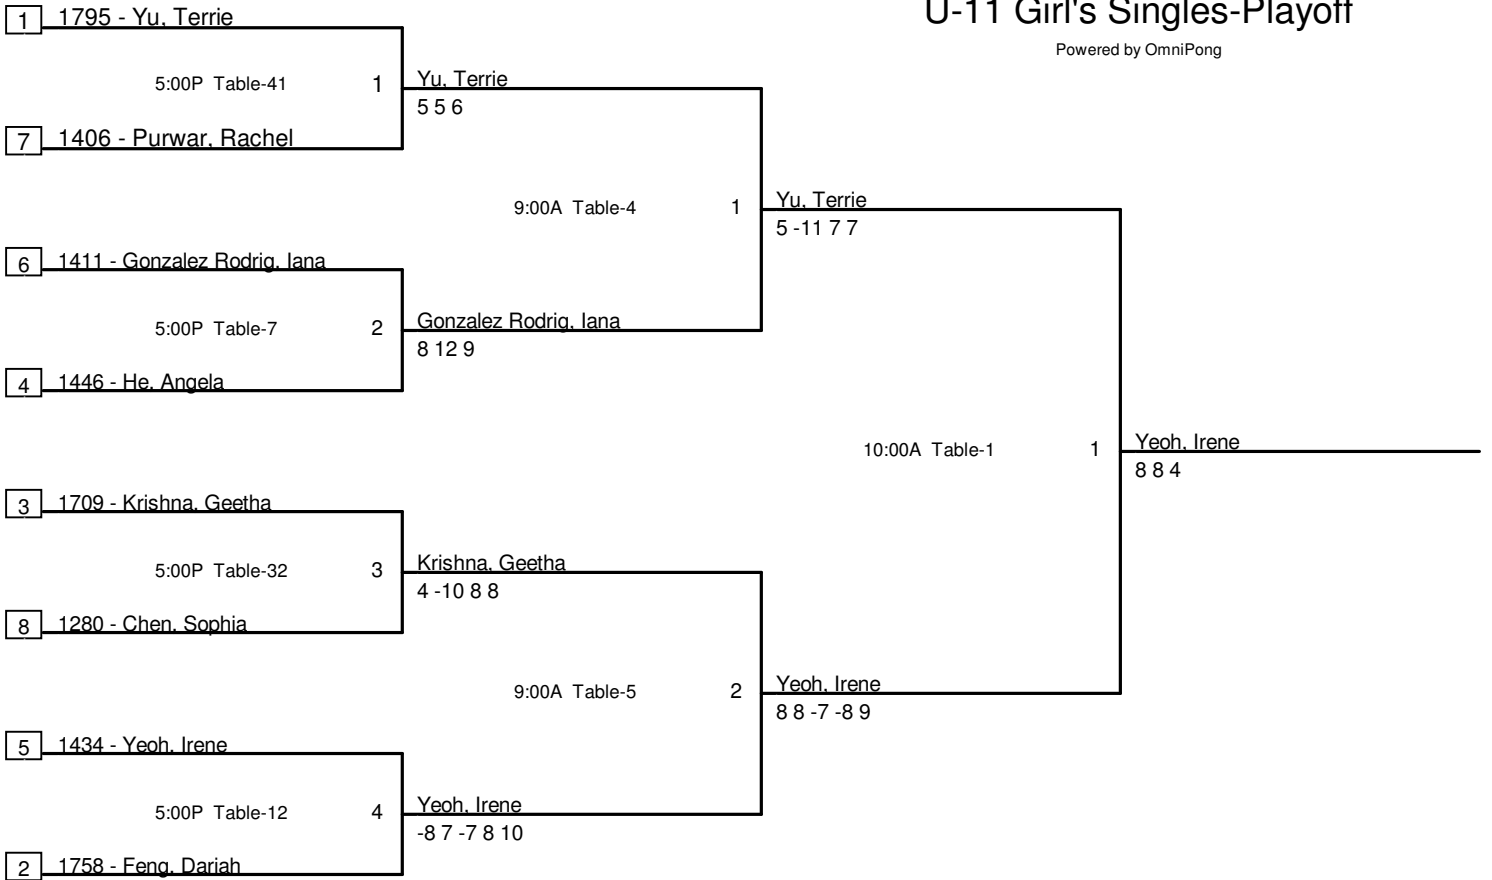 U-11 Girl's Singles-Playoff
Powered by OmniPong
1 1795 - Yu, Terrie
5:00P Table-41 1
Yu, Terrie
5 5 6
7 1406 - Purwar, Rachel
9:00A Table-4 1
Yu, Terrie
5 -11 7 7
6 1411 - Gonzalez Rodrig, Iana
5:00P Table-7 2
Gonzalez Rodrig, Iana
8 12 9
4 1446 - He, Angela
10:00A Table-1 1
Yeoh, Irene
8 8 4
3 1709 - Krishna, Geetha
5:00P Table-32 3
Krishna, Geetha
4 -10 8 8
8 1280 - Chen, Sophia
9:00A Table-5 2
Yeoh, Irene
8 8 -7 -8 9
5 1434 - Yeoh, Irene
5:00P Table-12 4
Yeoh, Irene
-8 7 -7 8 10
2 1758 - Feng, Dariah